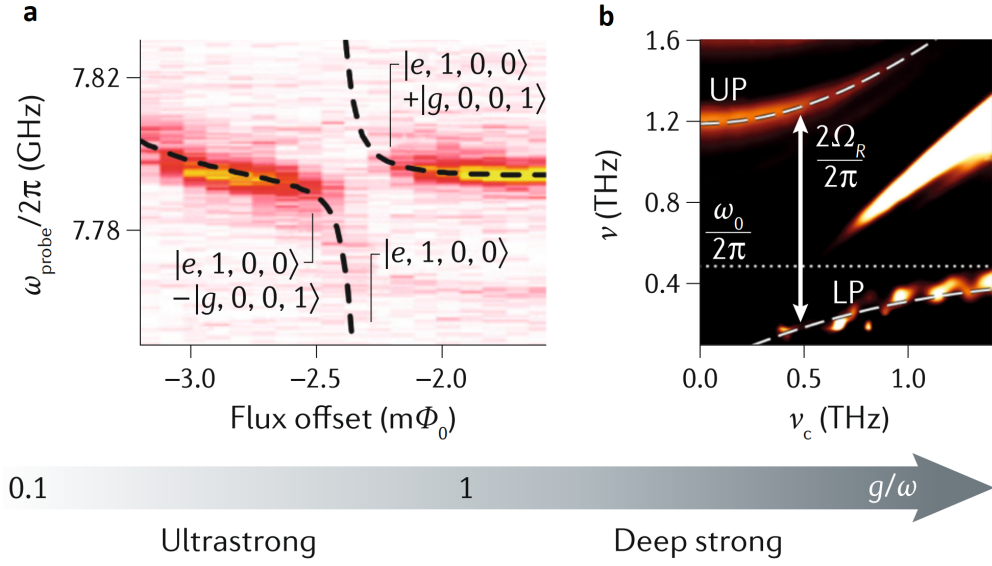 a
7.82
7.78
ω_probe/2π (GHz)
|e, 1, 0, 0⟩
+|g, 0, 0, 1⟩
|e, 1, 0, 0⟩
−|g, 0, 0, 1⟩
|e, 1, 0, 0⟩
−3.0 −2.5 −2.0
Flux offset (mΦ₀)
b
1.6
1.2
0.8
0.4
ν (THz)
UP
2Ω_R
2π
ω₀
2π
LP
0.0 0.5 1.0
ν_c (THz)
0.1 1 g/ω
Ultrastrong Deep strong